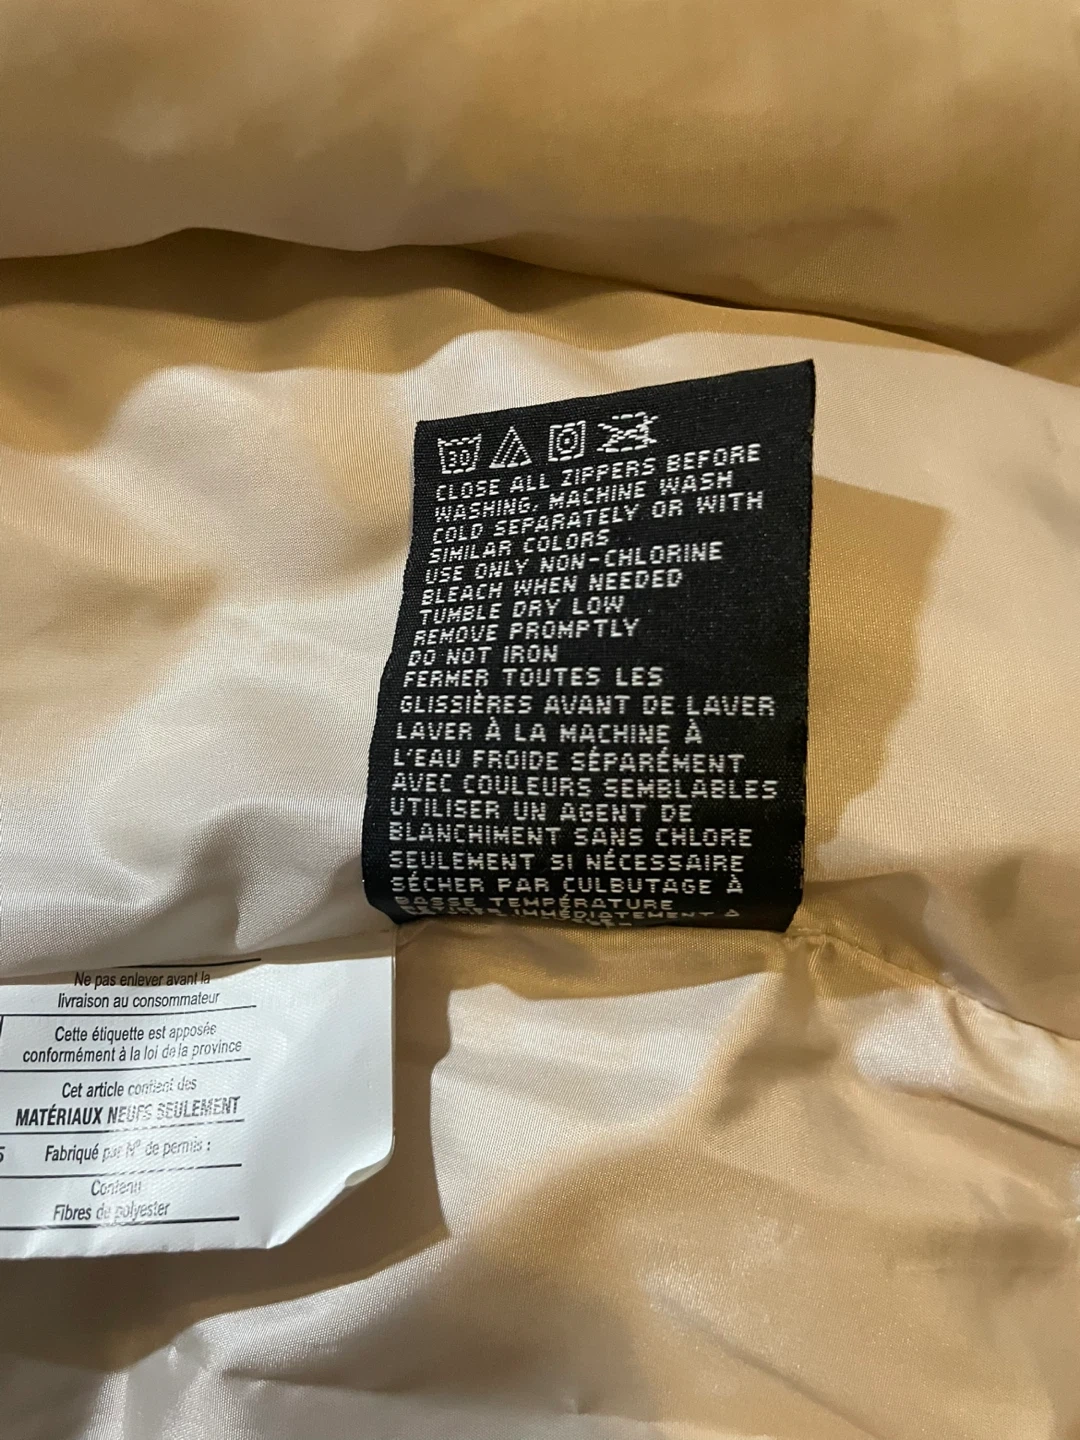 30
CLOSE ALL ZIPPERS BEFORE
WASHING, MACHINE WASH
COLD SEPARATELY OR WITH
SIMILAR COLORS
USE ONLY NON-CHLORINE
BLEACH WHEN NEEDED
TUMBLE DRY LOW
REMOVE PROMPTLY
DO NOT IRON
FERMER TOUTES LES
GLISSIÈRES AVANT DE LAVER
LAVER À LA MACHINE À
L'EAU FROIDE SÉPARÉMENT
AVEC COULEURS SEMBLABLES
UTILISER UN AGENT DE
BLANCHIMENT SANS CHLORE
SEULEMENT SI NÉCESSAIRE
SÉCHER PAR CULBUTAGE À
BASSE TEMPÉRATURE
IMMÉDIATEMENT
Ne pas enlever avant la
livraison au consommateur
Cette étiquette est apposée
conformément à la loi de la province
Cet article contient des
MATÉRIAUX NEUFS SEULEMENT
Fabriqué par N° de permis :
Contenu
Fibres de polyester